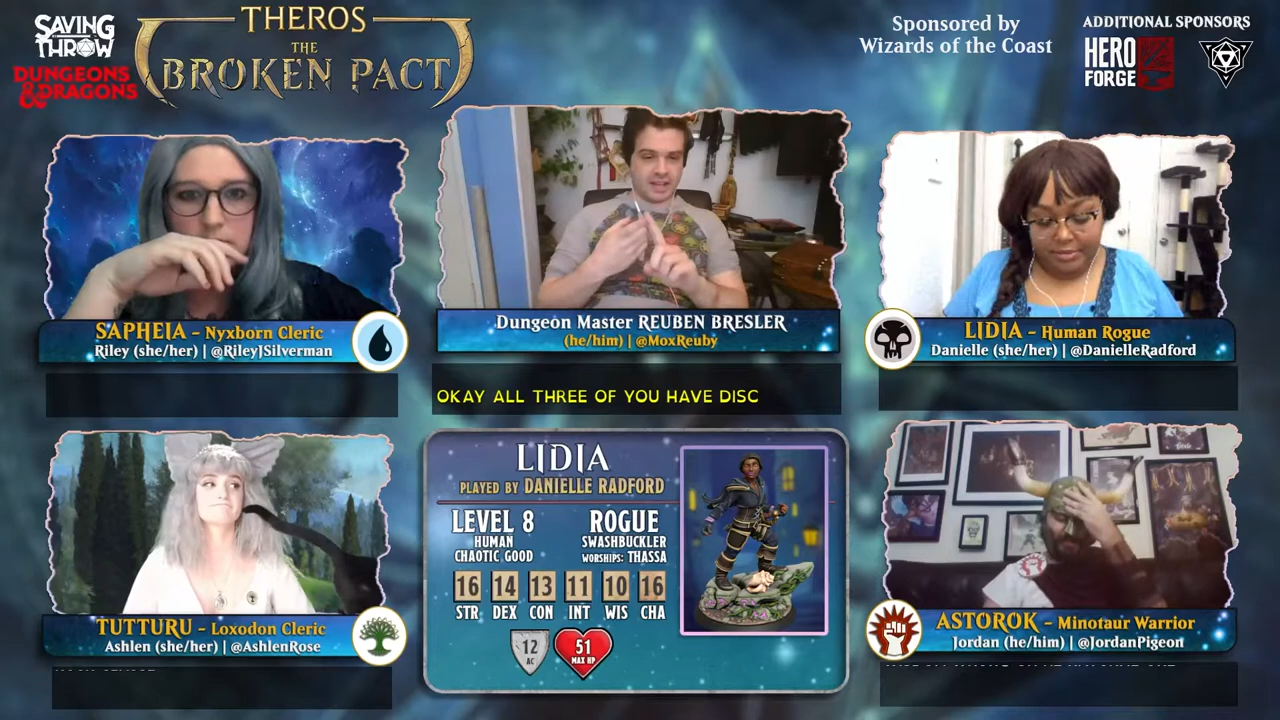 SAVING THROW
DUNGEONS & DRAGONS
THEROS
THE
BROKEN PACT
Sponsored by
Wizards of the Coast
ADDITIONAL SPONSORS
HERO FORGE
SAPHEIA – Nyxborn Cleric
Riley (she/her) | @RileyJSilverman
Dungeon Master REUBEN BRESLER
(he/him) | @MoxReuby
LIDIA – Human Rogue
Danielle (she/her) | @DanielleRadford
OKAY ALL THREE OF YOU HAVE DISC
TUTTURU – Loxodon Cleric
Ashlen (she/her) | @AshlenRose
LIDIA
PLAYED BY DANIELLE RADFORD
LEVEL 8
HUMAN
CHAOTIC GOOD
ROGUE
SWASHBUCKLER
WORSHIPS: THASSA
16 14 13 11 10 16
STR DEX CON INT WIS CHA
12
AC
51
MAX HP
ASTOROK – Minotaur Warrior
Jordan (he/him) | @JordanPigeon